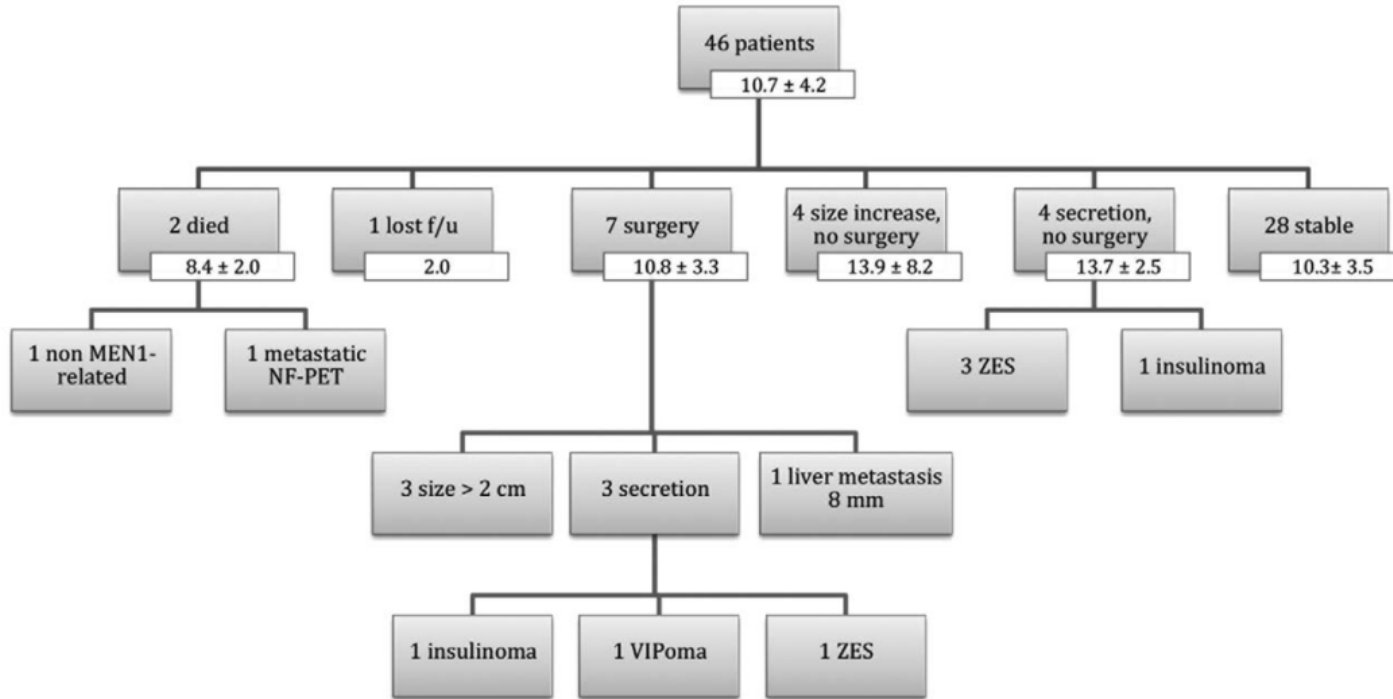 46 patients
10.7 ± 4.2
2 died
8.4 ± 2.0
1 lost f/u
2.0
7 surgery
10.8 ± 3.3
4 size increase,
no surgery
13.9 ± 8.2
4 secretion,
no surgery
13.7 ± 2.5
28 stable
10.3± 3.5
1 non MEN1-
related
1 metastatic
NF-PET
3 ZES
1 insulinoma
3 size > 2 cm
3 secretion
1 liver metastasis
8 mm
1 insulinoma
1 VIPoma
1 ZES